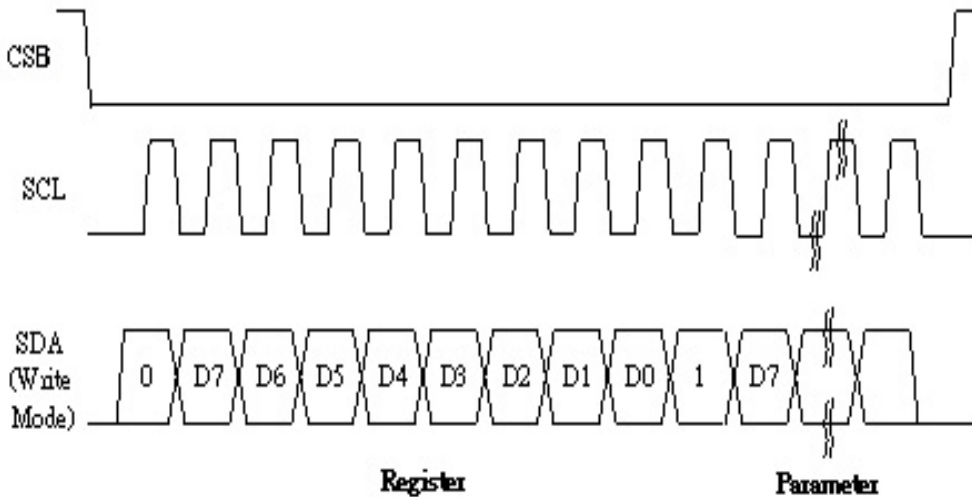 CSB
SCL
SDA
(Write
Mode)
0 D7 D6 D5 D4 D3 D2 D1 D0 1 D7
Register Parameter